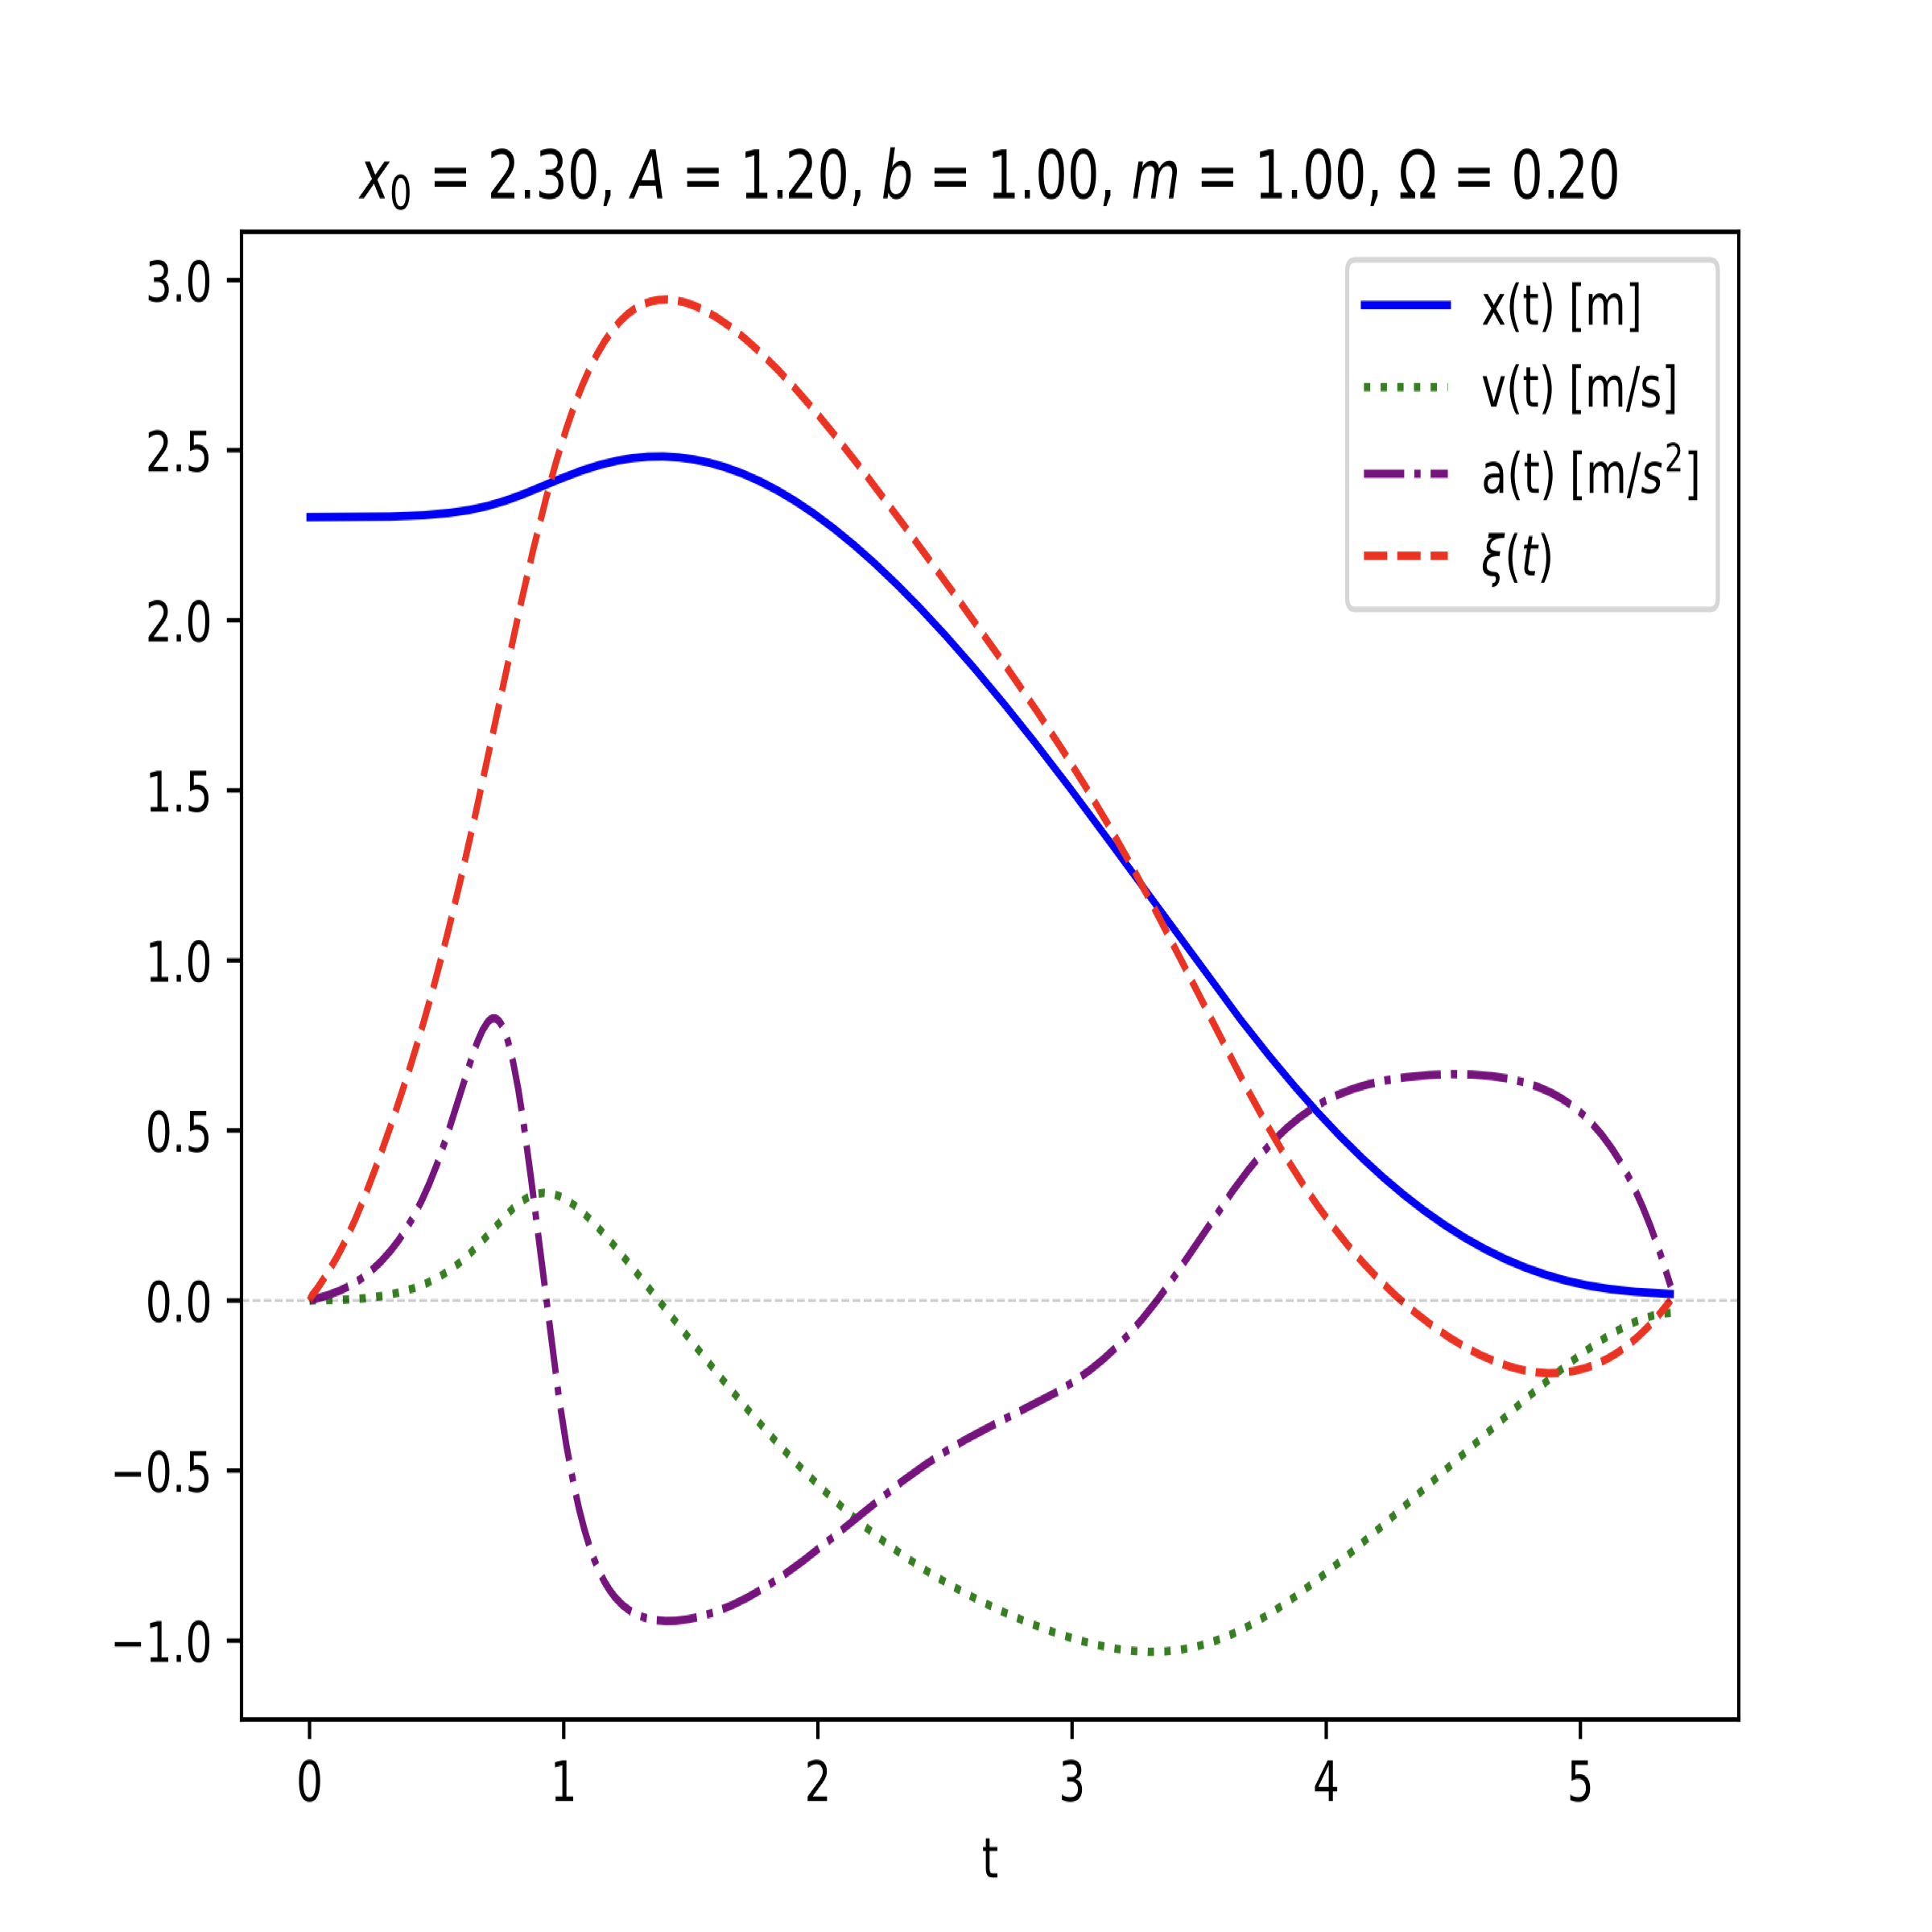 x₀ = 2.30, A = 1.20, b = 1.00, m = 1.00, Ω = 0.20
3.0
2.5
2.0
1.5
1.0
0.5
0.0
−0.5
−1.0
x(t) [m]
v(t) [m/s]
a(t) [m/s²]
ξ(t)
0 1 2 3 4 5
t